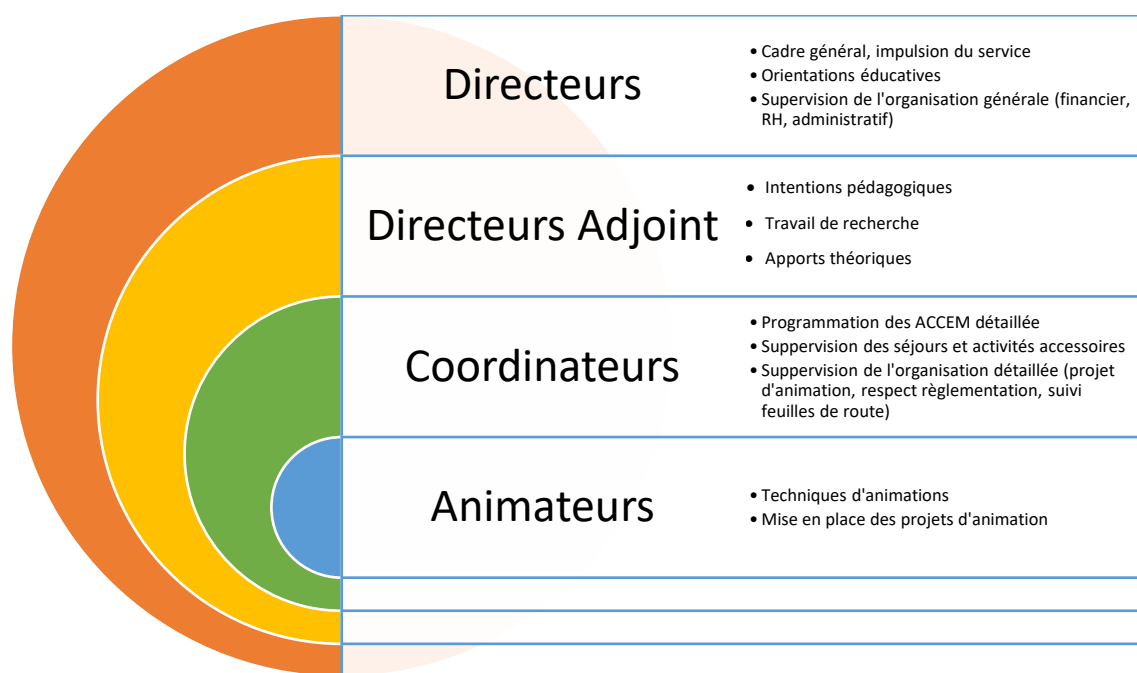 Directeurs
• Cadre général, impulsion du service
• Orientations éducatives
• Supervision de l'organisation générale (financier,
RH, administratif)
Directeurs Adjoint
• Intentions pédagogiques
• Travail de recherche
• Apports théoriques
Coordinateurs
• Programmation des ACCEM détaillée
• Suppervision des séjours et activités accessoires
• Suppervision de l'organisation détaillée (projet
d'animation, respect règlementation, suivi
feuilles de route)
Animateurs
• Techniques d'animations
• Mise en place des projets d'animation